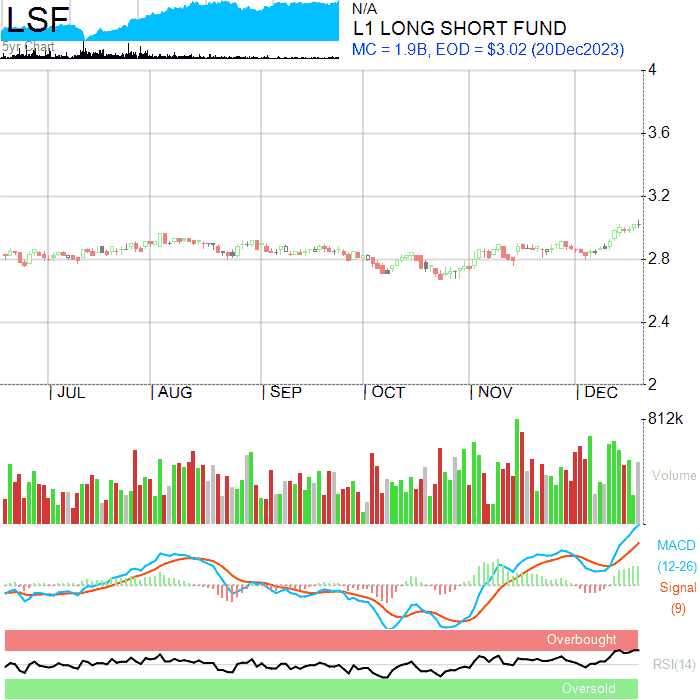 LSF
5yr Chart
N/A
L1 LONG SHORT FUND
MC = 1.9B, EOD = $3.02 (20Dec2023)
4
3.6
3.2
2.8
2.4
2
JUL AUG SEP OCT NOV DEC
812k
Volume
MACD
(12-26)
Signal
(9)
Overbought
RSI(14)
Oversold